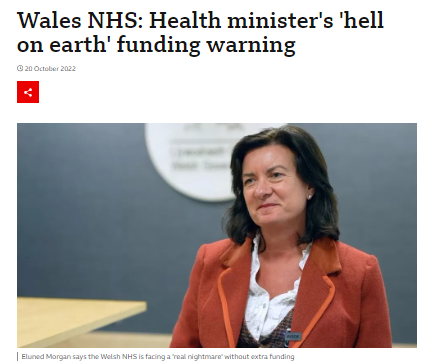 Wales NHS: Health minister's 'hell
on earth' funding warning
20 October 2022
Eluned Morgan says the Welsh NHS is facing a 'real nightmare' without extra funding